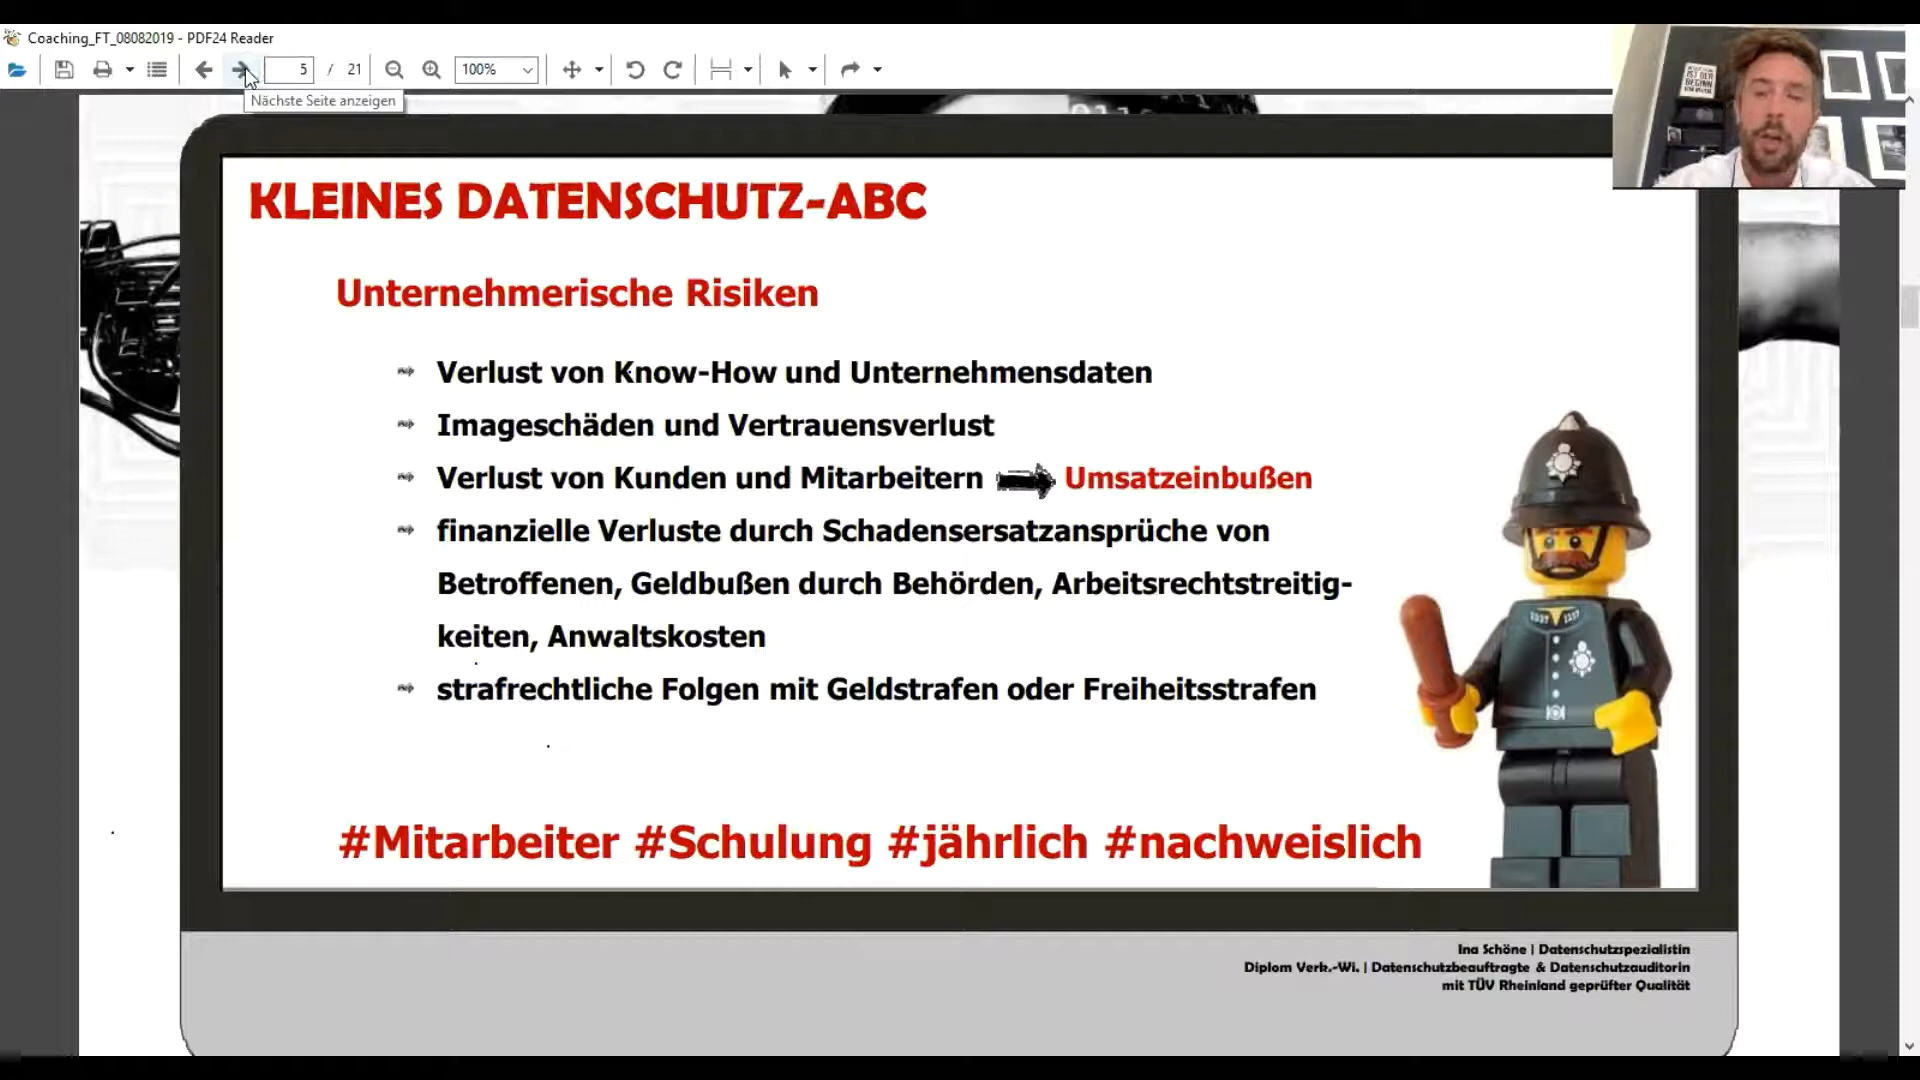 Coaching_FT_08082019 - PDF24 Reader
5 / 21 100%
Nächste Seite anzeigen
KLEINES DATENSCHUTZ-ABC
Unternehmerische Risiken
Verlust von Know-How und Unternehmensdaten
Imageschäden und Vertrauensverlust
Verlust von Kunden und Mitarbeitern Umsatzeinbußen
finanzielle Verluste durch Schadensersatzansprüche von
Betroffenen, Geldbußen durch Behörden, Arbeitsrechtstreitig-
keiten, Anwaltskosten
strafrechtliche Folgen mit Geldstrafen oder Freiheitsstrafen
#Mitarbeiter #Schulung #jährlich #nachweislich
Ina Schöne | Datenschutzspezialistin
Diplom Verk.-Wi. | Datenschutzbeauftragte & Datenschutzauditorin
mit TÜV Rheinland geprüfter Qualität